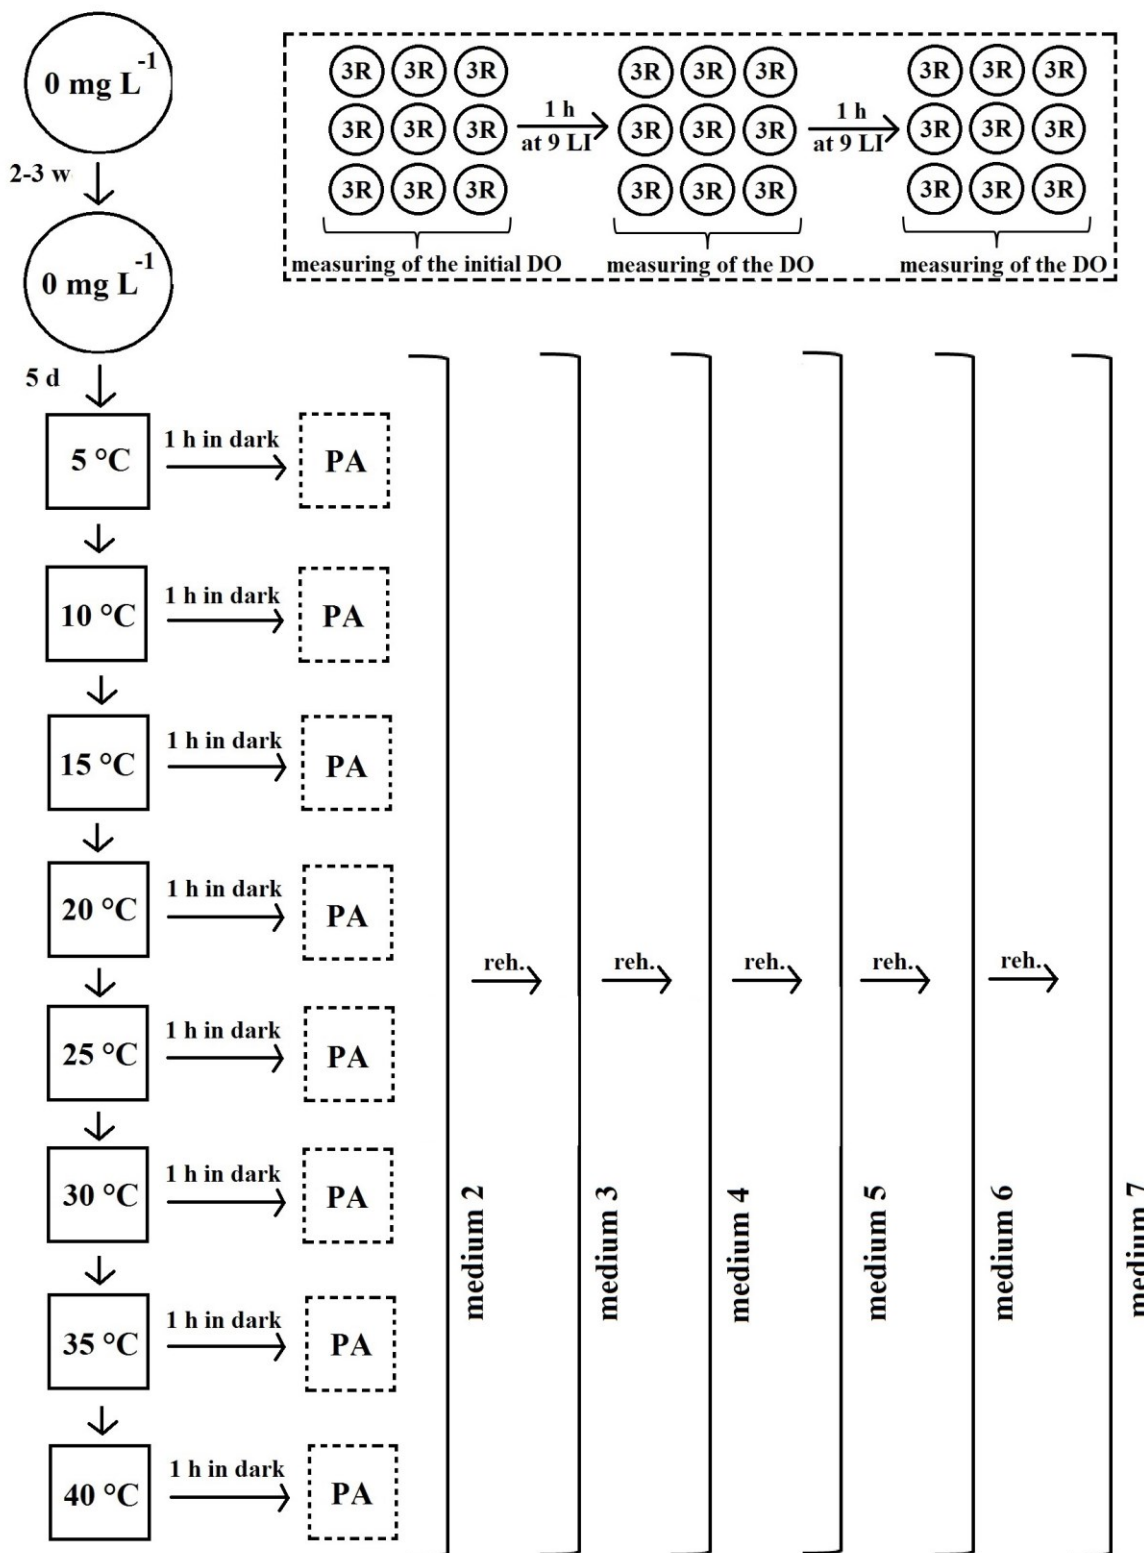 0 mg L-1
2-3 w
0 mg L-1
5 d
3R 3R 3R
3R 3R 3R
3R 3R 3R
measuring of the initial DO
1 h
at 9 LI
3R 3R 3R
3R 3R 3R
3R 3R 3R
measuring of the DO
1 h
at 9 LI
3R 3R 3R
3R 3R 3R
3R 3R 3R
measuring of the DO
5 °C
1 h in dark
PA
10 °C
1 h in dark
PA
15 °C
1 h in dark
PA
20 °C
1 h in dark
PA
25 °C
1 h in dark
PA
30 °C
1 h in dark
PA
35 °C
1 h in dark
PA
40 °C
1 h in dark
PA
medium 2
reh.
medium 3
reh.
medium 4
reh.
medium 5
reh.
medium 6
reh.
medium 7